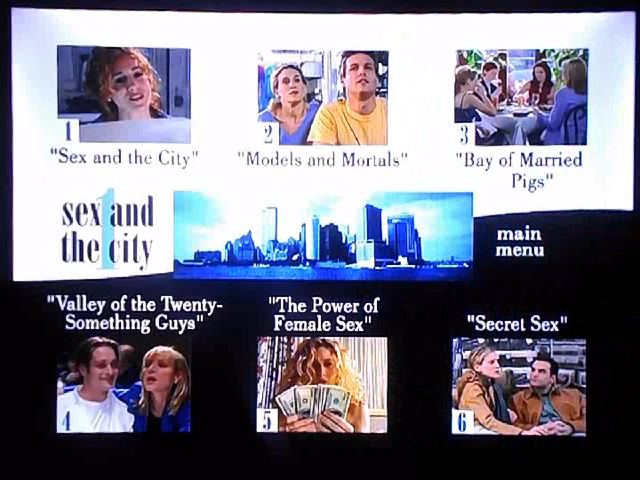 1
2
3
"Sex and the City"
"Models and Mortals"
"Bay of Married
Pigs"
1
sex and
the city
main
menu
"Valley of the Twenty-
Something Guys"
"The Power of
Female Sex"
"Secret Sex"
4
5
6